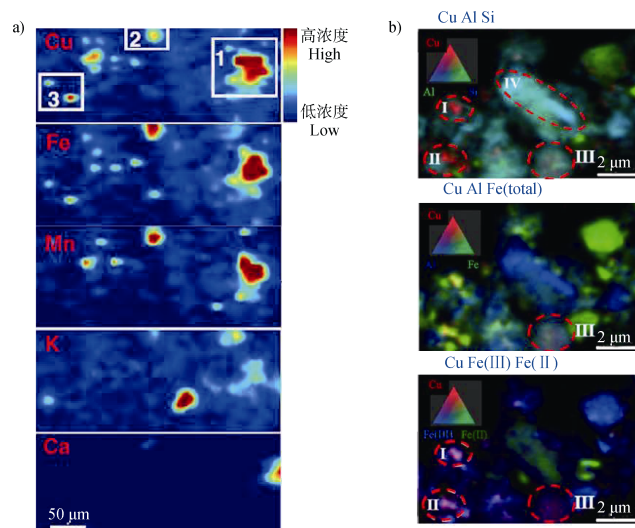 a)
Cu
2
1
3
高浓度
High
低浓度
Low
Fe
Mn
K
Ca
50 μm
b)
Cu Al Si
Cu
Al
I
IV
II
III
2 μm
Cu Al Fe(total)
Cu
Fe
III
2 μm
Cu Fe(Ⅲ) Fe(Ⅱ)
Cu
Fe(II)
I
II
III
2 μm